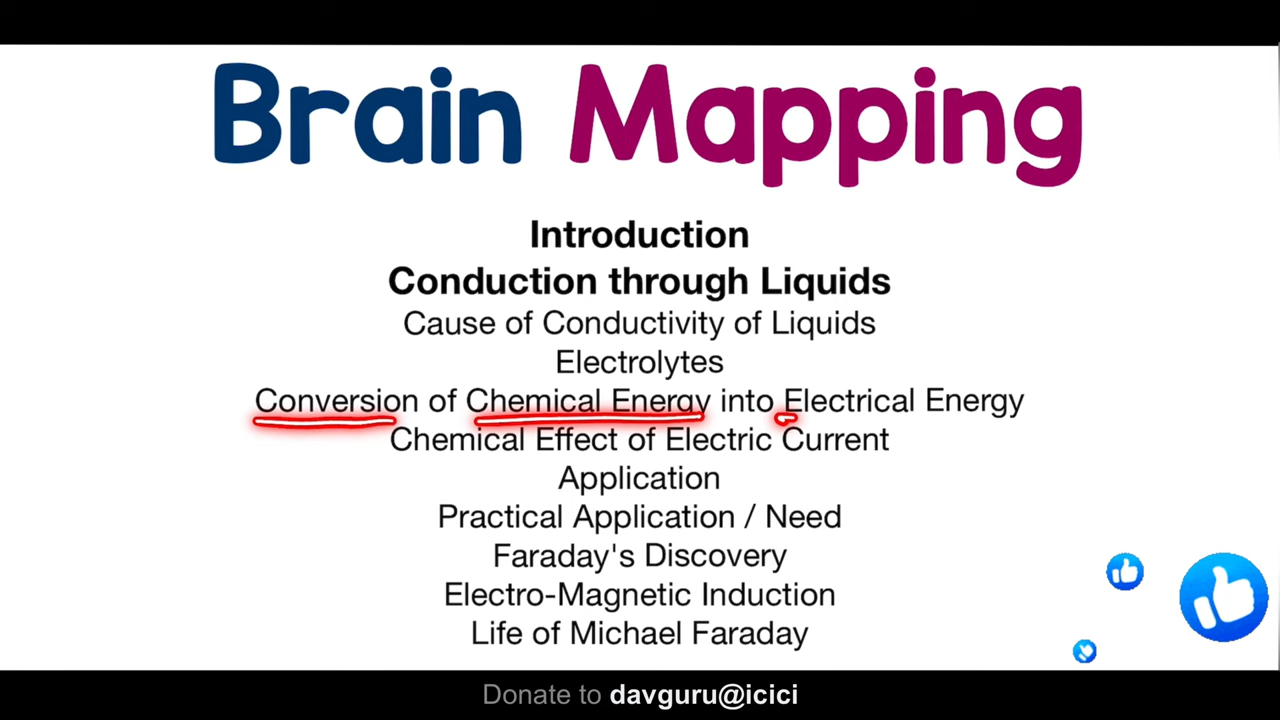 Brain Mapping
Introduction
Conduction through Liquids
Cause of Conductivity of Liquids
Electrolytes
Conversion of Chemical Energy into Electrical Energy
Chemical Effect of Electric Current
Application
Practical Application / Need
Faraday's Discovery
Electro-Magnetic Induction
Life of Michael Faraday
Donate to davguru@icici